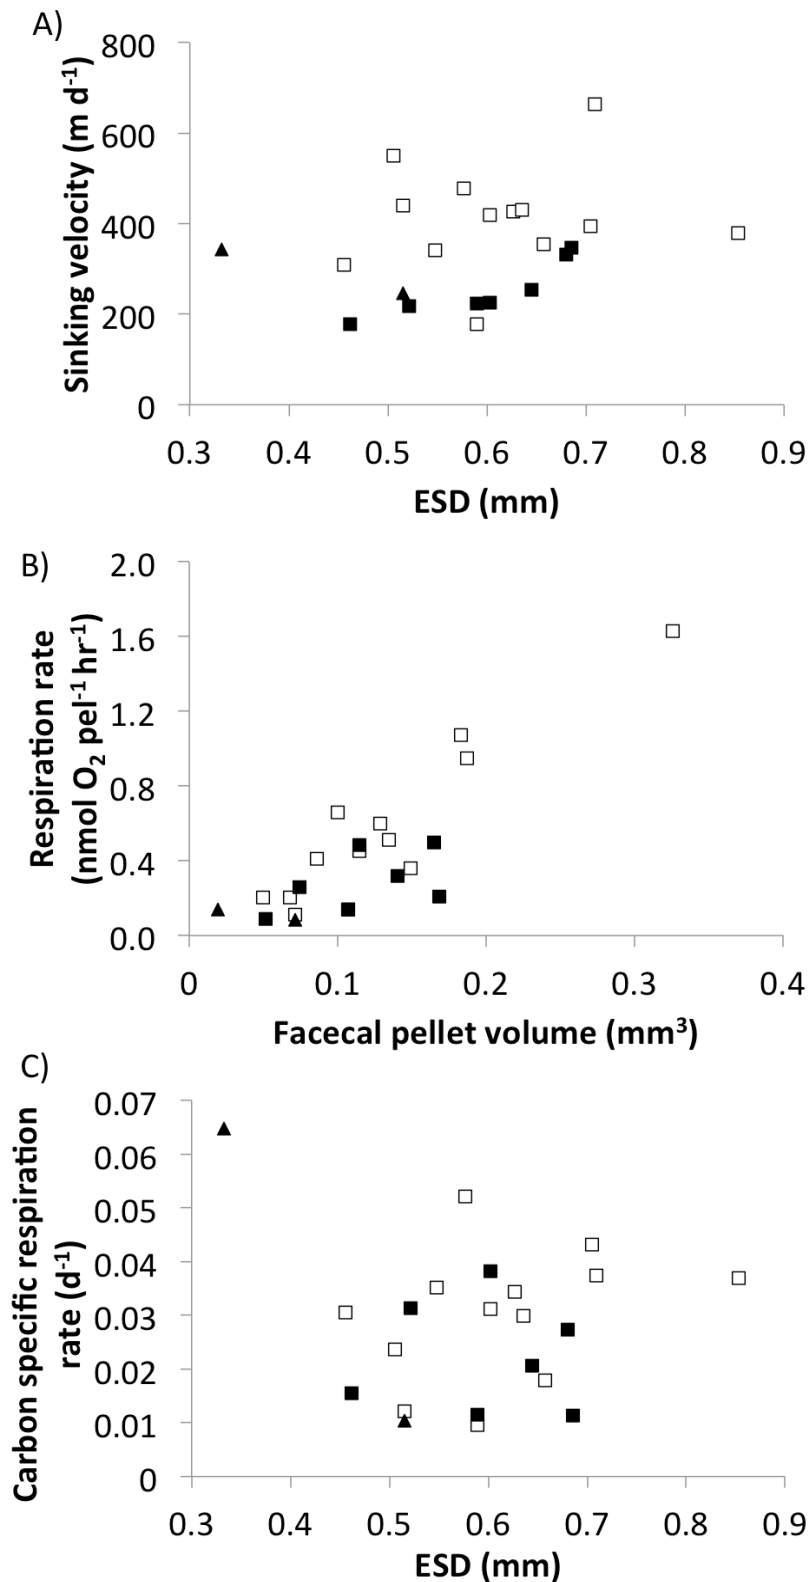 A)
Sinking velocity (m d⁻¹)
800
600
400
200
0
0.3 0.4 0.5 0.6 0.7 0.8 0.9
ESD (mm)
B)
Respiration rate
(nmol O₂ pel⁻¹ hr⁻¹)
2.0
1.6
1.2
0.8
0.4
0.0
0 0.1 0.2 0.3 0.4
Facecal pellet volume (mm³)
C)
Carbon specific respiration
rate (d⁻¹)
0.07
0.06
0.05
0.04
0.03
0.02
0.01
0
0.3 0.4 0.5 0.6 0.7 0.8 0.9
ESD (mm)